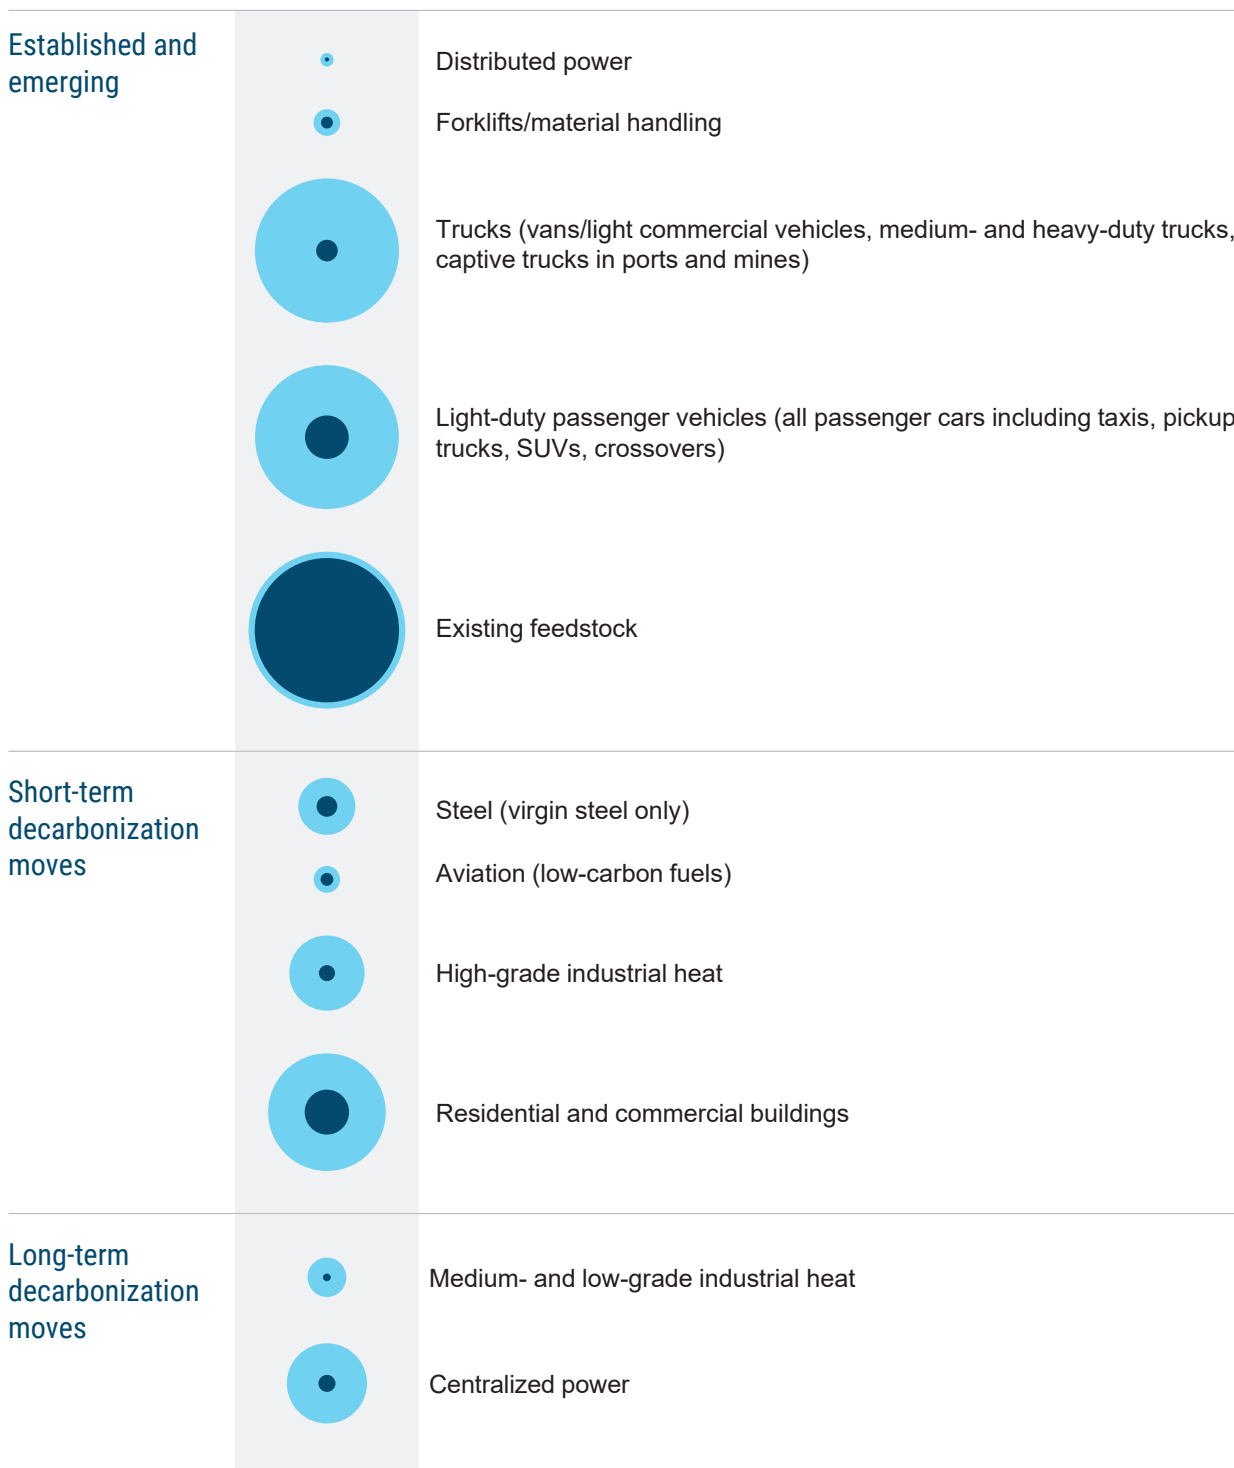 Established and
emerging
Distributed power
Forklifts/material handling
Trucks (vans/light commercial vehicles, medium- and heavy-duty trucks,
captive trucks in ports and mines)
Light-duty passenger vehicles (all passenger cars including taxis, pickup
trucks, SUVs, crossovers)
Existing feedstock
Short-term
decarbonization
moves
Steel (virgin steel only)
Aviation (low-carbon fuels)
High-grade industrial heat
Residential and commercial buildings
Long-term
decarbonization
moves
Medium- and low-grade industrial heat
Centralized power